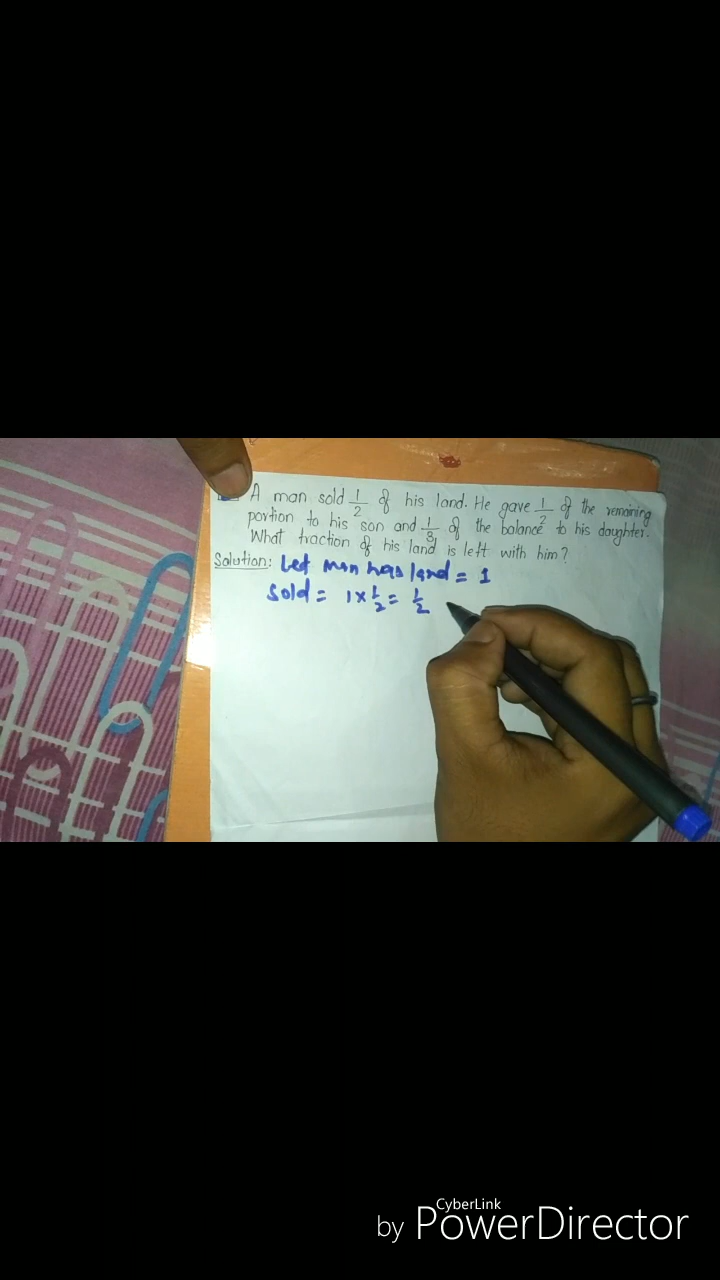 A man sold 1/2 of his land. He gave 1/2 of the remaining
portion to his son and 1/3 of the balance to his daughter.
What fraction of his land is left with him?
Solution: Let man has land = 1
Sold = 1 × 1/2 = 1/2
by CyberLink PowerDirector